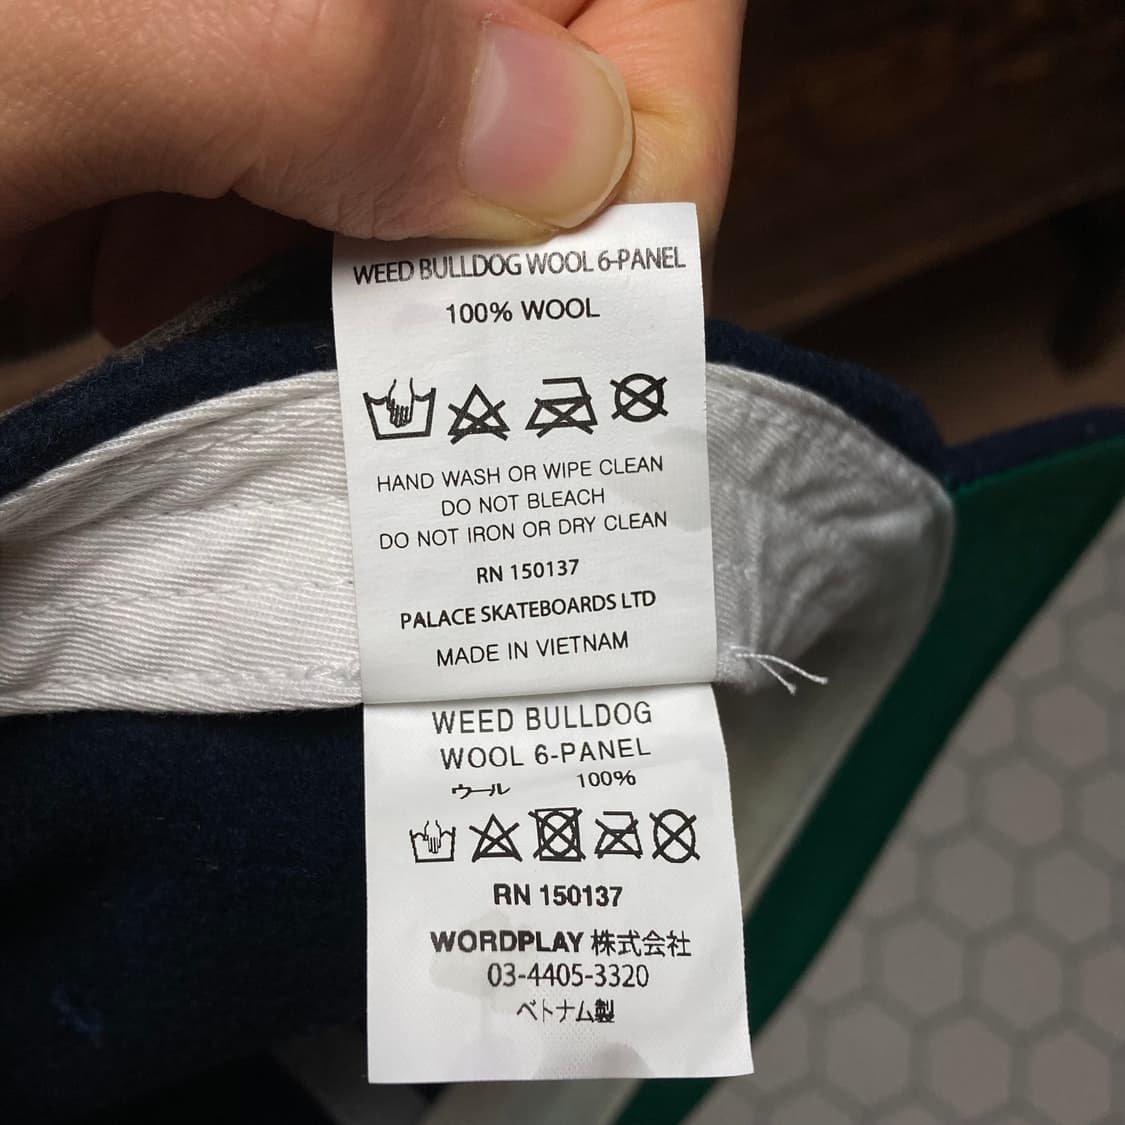 WEED BULLDOG WOOL 6-PANEL
100% WOOL
HAND WASH OR WIPE CLEAN
DO NOT BLEACH
DO NOT IRON OR DRY CLEAN
RN 150137
PALACE SKATEBOARDS LTD
MADE IN VIETNAM
WEED BULLDOG
WOOL 6-PANEL
ウール 100%
RN 150137
WORDPLAY 株式会社
03-4405-3320
ベトナム製